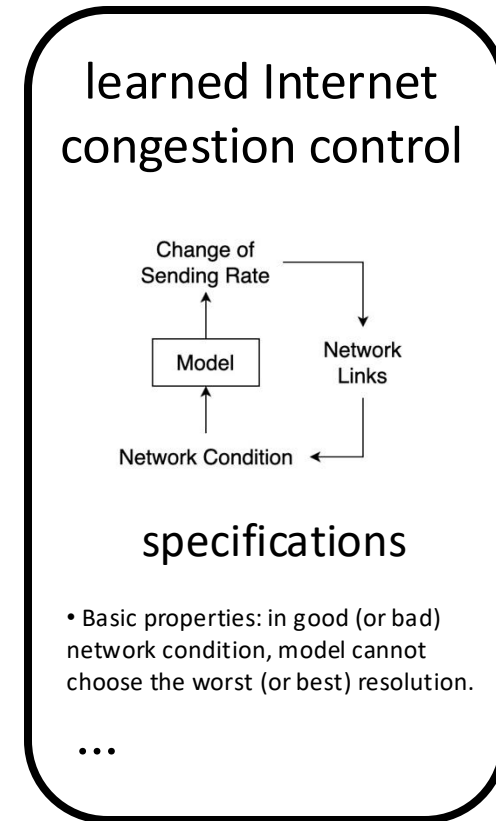 learned Internet
congestion control
Change of
Sending Rate
Model
Network
Links
Network Condition
specifications
• Basic properties: in good (or bad)
network condition, model cannot
choose the worst (or best) resolution.
...